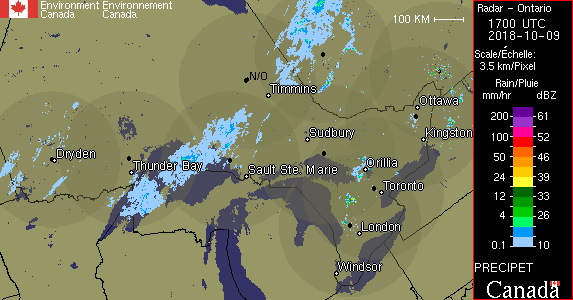 Environment Environnement
Canada Canada
100 KM
N/O
Timmins
Ottawa
Sudbury
Kingston
Dryden
Thunder Bay
Sault Ste. Marie
Orillia
Toronto
London
Windsor
Radar - Ontario
1700 UTC
2018-10-09
Scale/Échelle:
3.5 km/Pixel
Rain/Pluie
mm/hr dBZ
200 61
100 52
50 46
24 39
12 33
4 26
0.1 10
PRECIPET
Canada